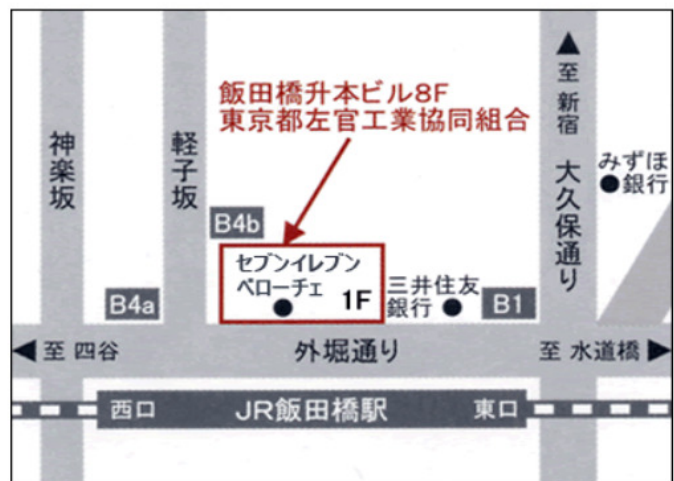 飯田橋升本ビル8F
東京都左官工業協同組合
▲
至
新宿
大久保通り
みずほ
●銀行
神楽坂
軽子坂
B4b
セブンイレブン
ベローチェ
● 1F
三井住友
銀行 ●
B1
B4a
◀至 四谷
外堀通り
至 水道橋▶
西口
JR飯田橋駅
東口